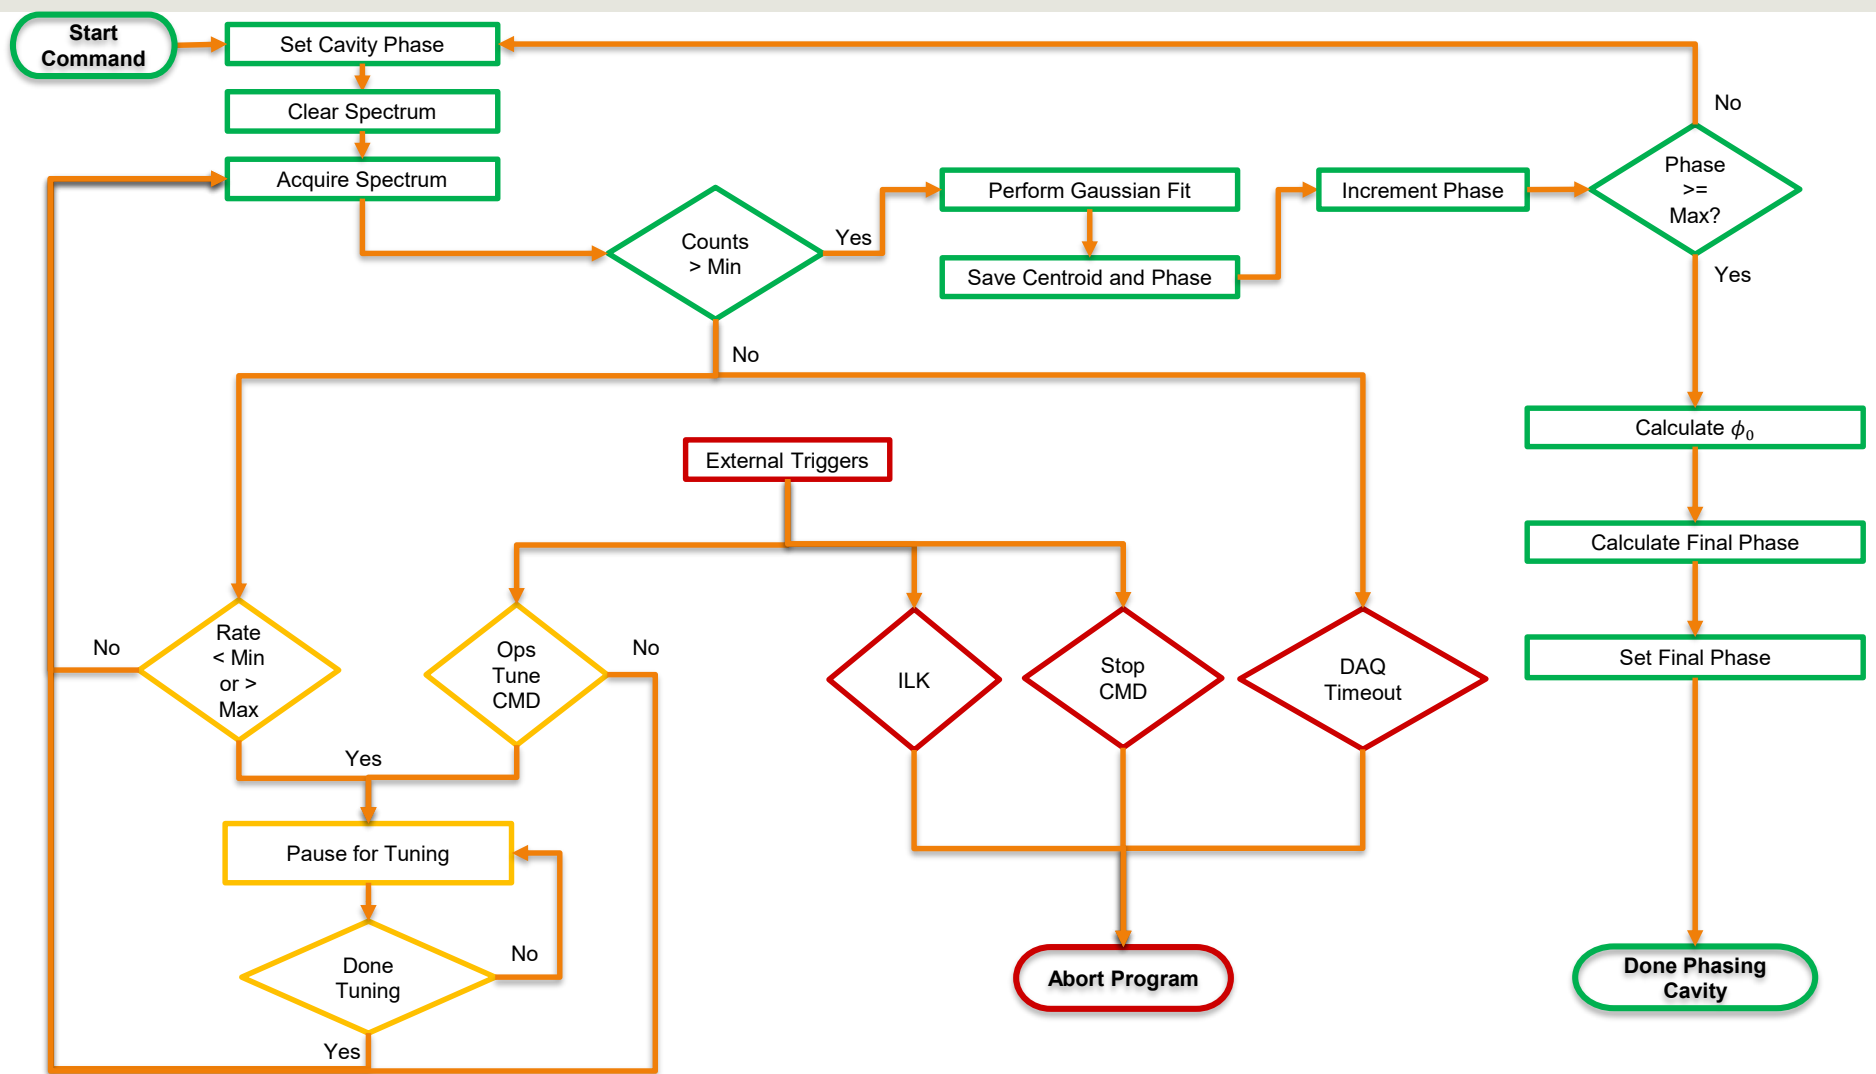 Start
Command
Set Cavity Phase
Clear Spectrum
Acquire Spectrum
Counts
> Min
Yes
No
Perform Gaussian Fit
Save Centroid and Phase
Increment Phase
Phase
>=
Max?
No
Yes
Calculate ϕ₀
Calculate Final Phase
Set Final Phase
Done Phasing
Cavity
External Triggers
No
Rate
< Min
or >
Max
Ops
Tune
CMD
No
ILK
Stop
CMD
DAQ
Timeout
Yes
Pause for Tuning
Done
Tuning
No
Yes
Abort Program